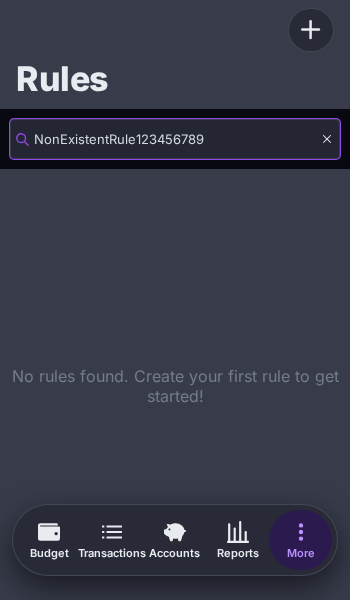 Rules
NonExistentRule123456789
No rules found. Create your first rule to get
started!
Budget
Transactions
Accounts
Reports
More